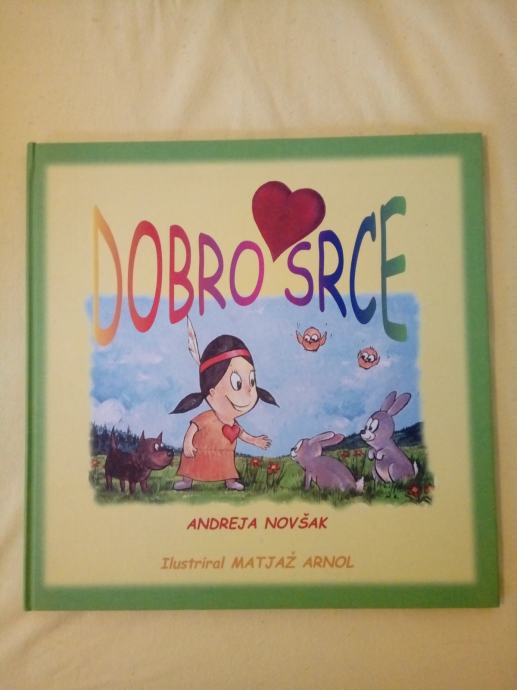 DOBRO SRCE
ANDREJA NOVŠAK
Ilustriral MATJAŽ ARNOL